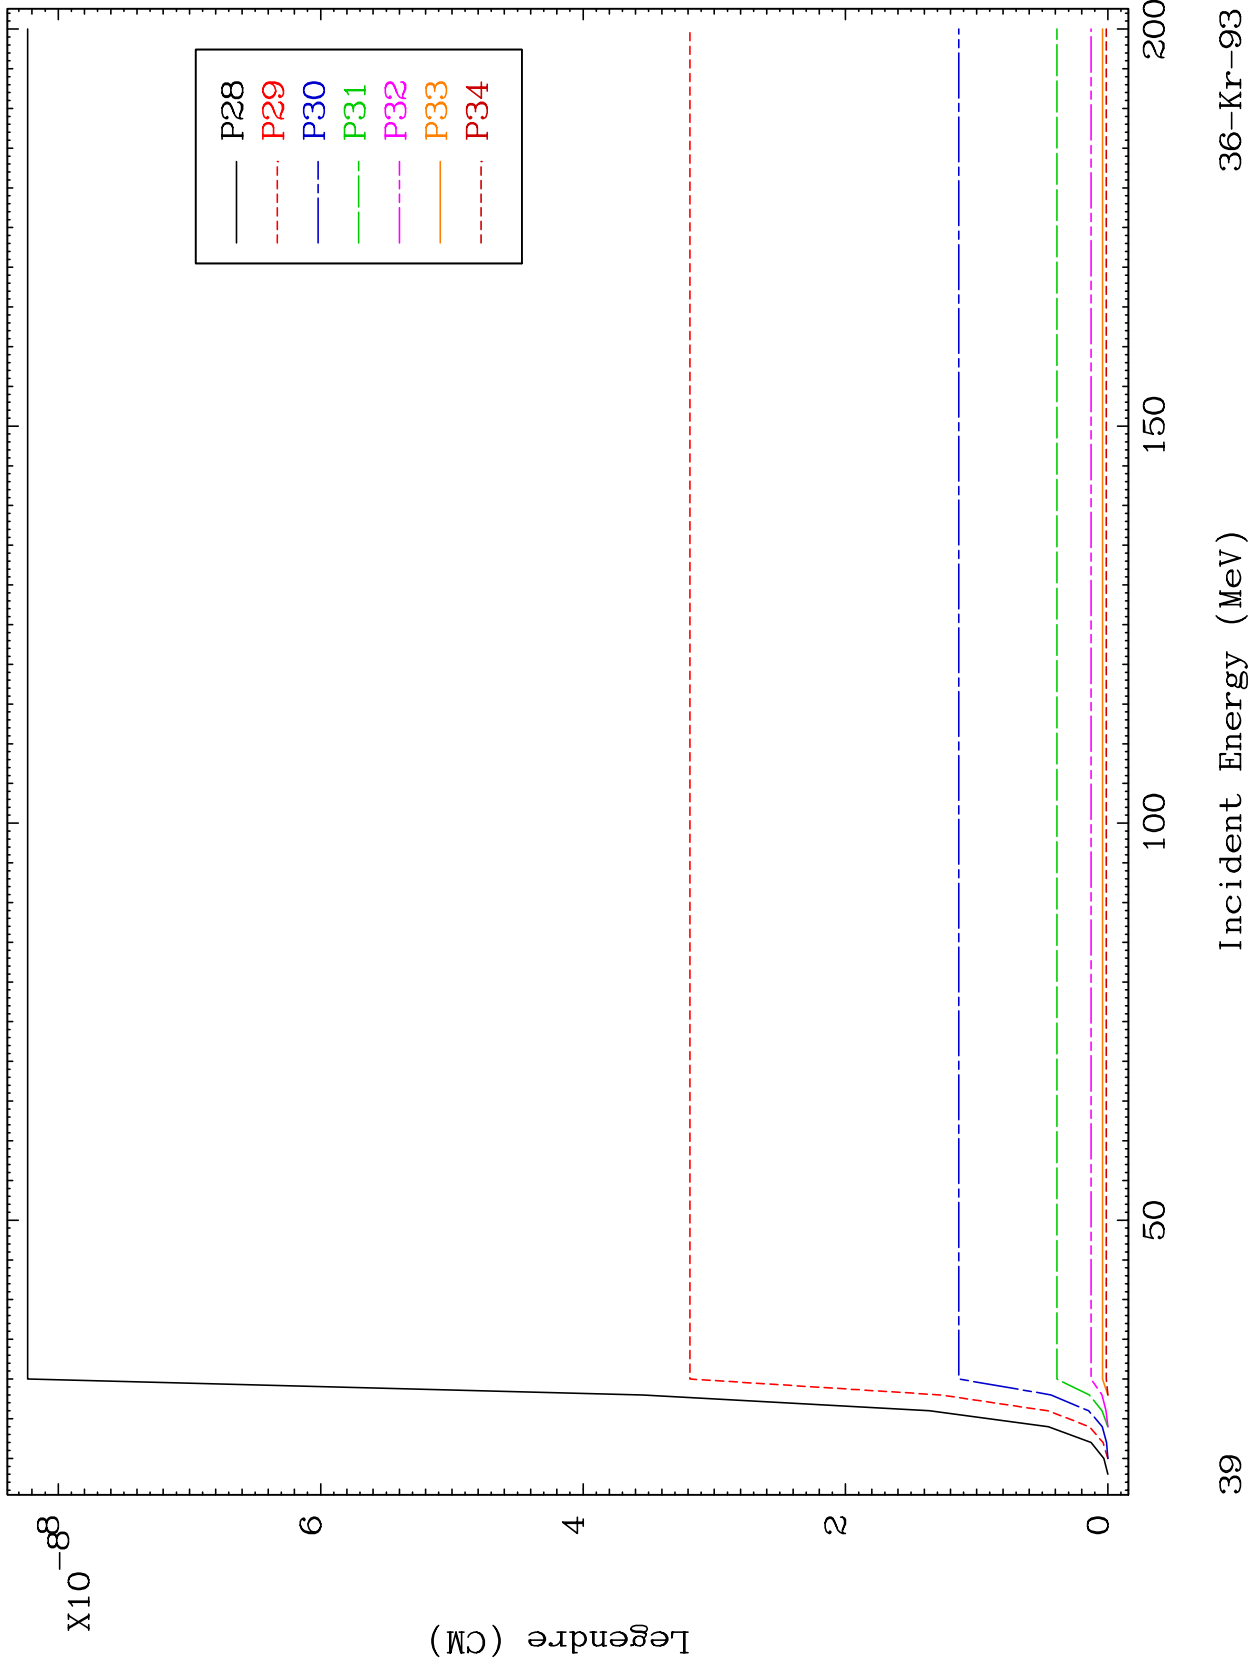 X10
-8
8
6
4
2
0
Legendre (CM)
P28
P29
P30
P31
P32
P33
P34
50
100
150
200
Incident Energy (MeV)
39
36-Kr-93